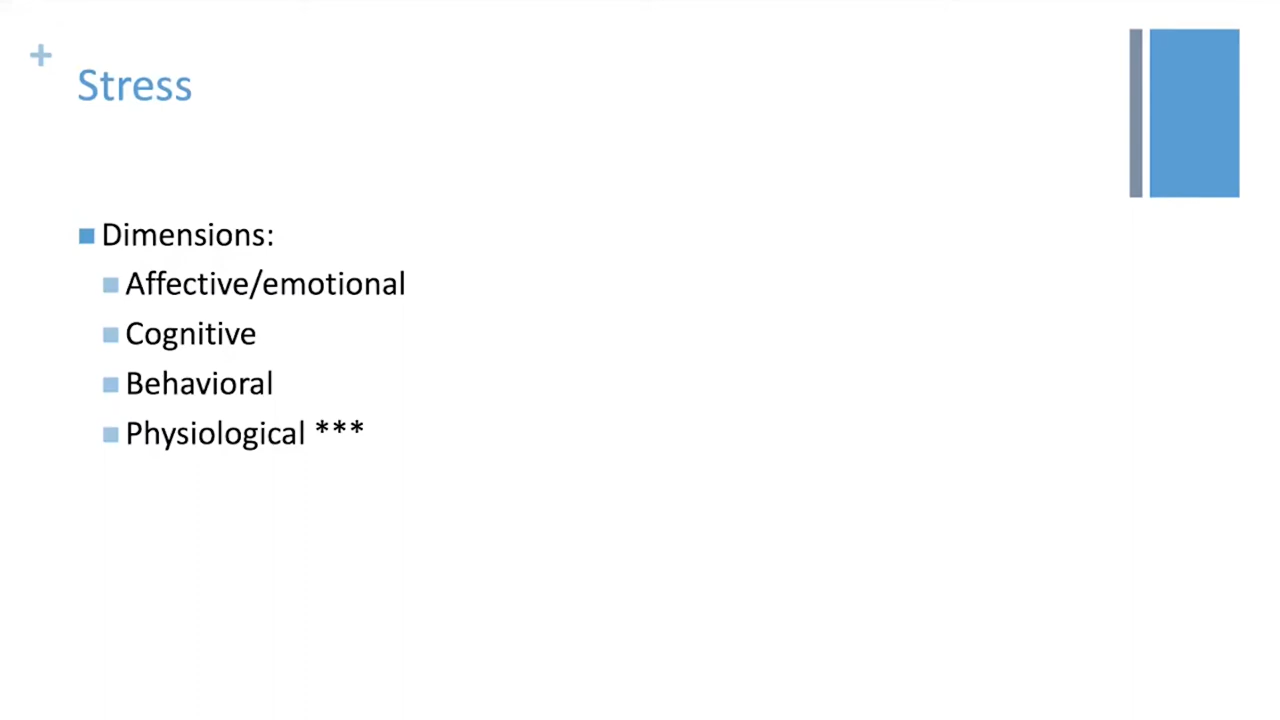 +
Stress
Dimensions:
Affective/emotional
Cognitive
Behavioral
Physiological ***